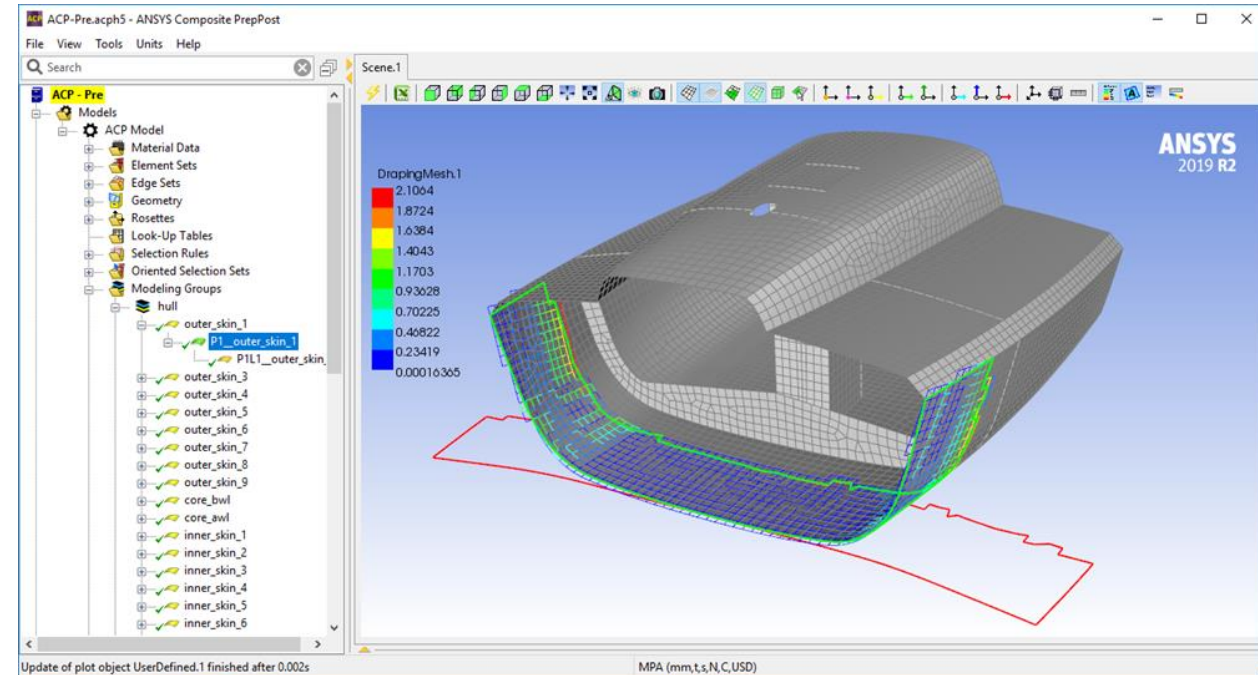 ACP-Pre.acph5 - ANSYS Composite PrepPost
File View Tools Units Help
Search
ACP - Pre
Models
ACP Model
Material Data
Element Sets
Edge Sets
Geometry
Rosettes
Look-Up Tables
Selection Rules
Oriented Selection Sets
Modeling Groups
hull
outer_skin_1
P1__outer_skin_1
P1L1__outer_skin_
outer_skin_3
outer_skin_4
outer_skin_5
outer_skin_6
outer_skin_7
outer_skin_8
outer_skin_9
core_bwl
core_awl
inner_skin_1
inner_skin_2
inner_skin_3
inner_skin_4
inner_skin_5
inner_skin_6
Scene.1
ANSYS
2019 R2
DrapingMesh.1
2.1064
1.8724
1.6384
1.4043
1.1703
0.93628
0.70225
0.46822
0.23419
0.00016365
Update of plot object UserDefined.1 finished after 0.002s
MPA (mm,t,s,N,C,USD)